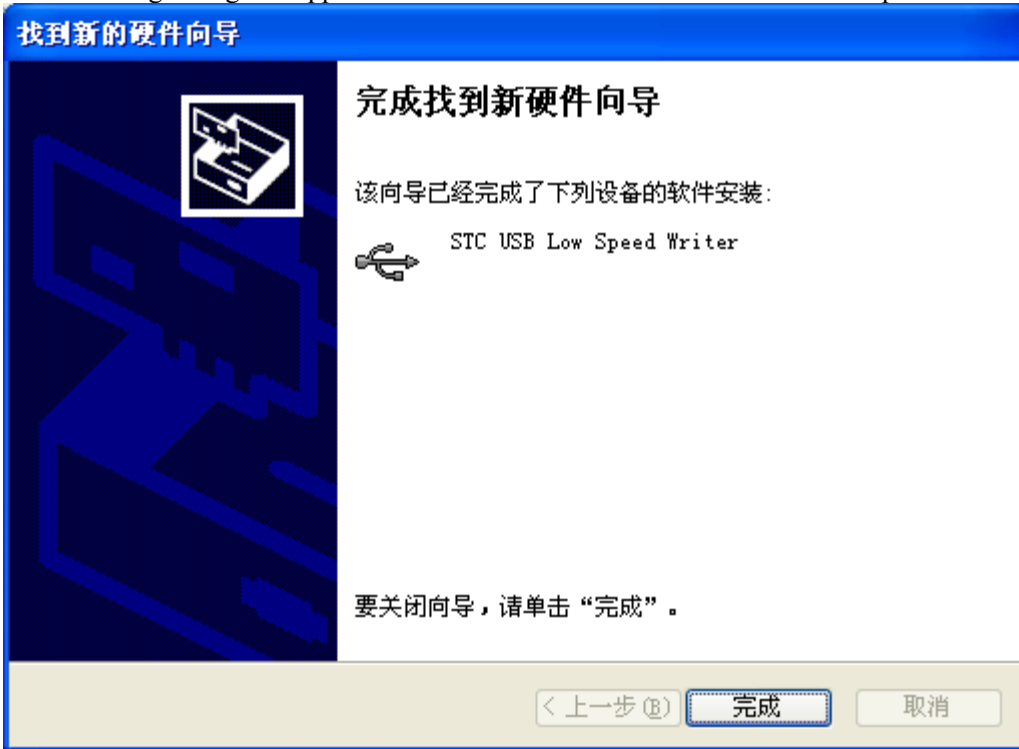 找到新的硬件向导
完成找到新硬件向导
该向导已经完成了下列设备的软件安装:
STC USB Low Speed Writer
要关闭向导，请单击“完成”。
< 上一步(B)
完成
取消